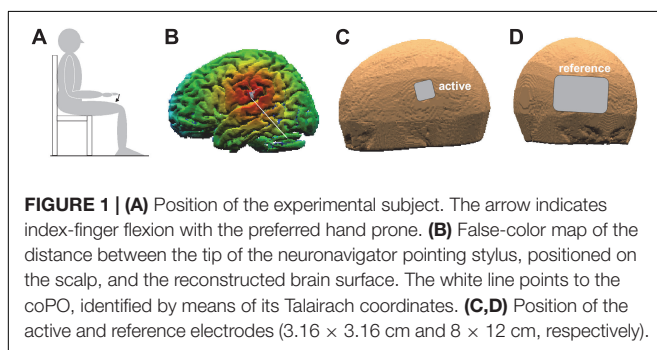 A B C D
reference
active
FIGURE 1 | (A) Position of the experimental subject. The arrow indicates
index-finger flexion with the preferred hand prone. (B) False-color map of the
distance between the tip of the neuronavigator pointing stylus, positioned on
the scalp, and the reconstructed brain surface. The white line points to the
coPO, identified by means of its Talairach coordinates. (C,D) Position of the
active and reference electrodes (3.16 × 3.16 cm and 8 × 12 cm, respectively).